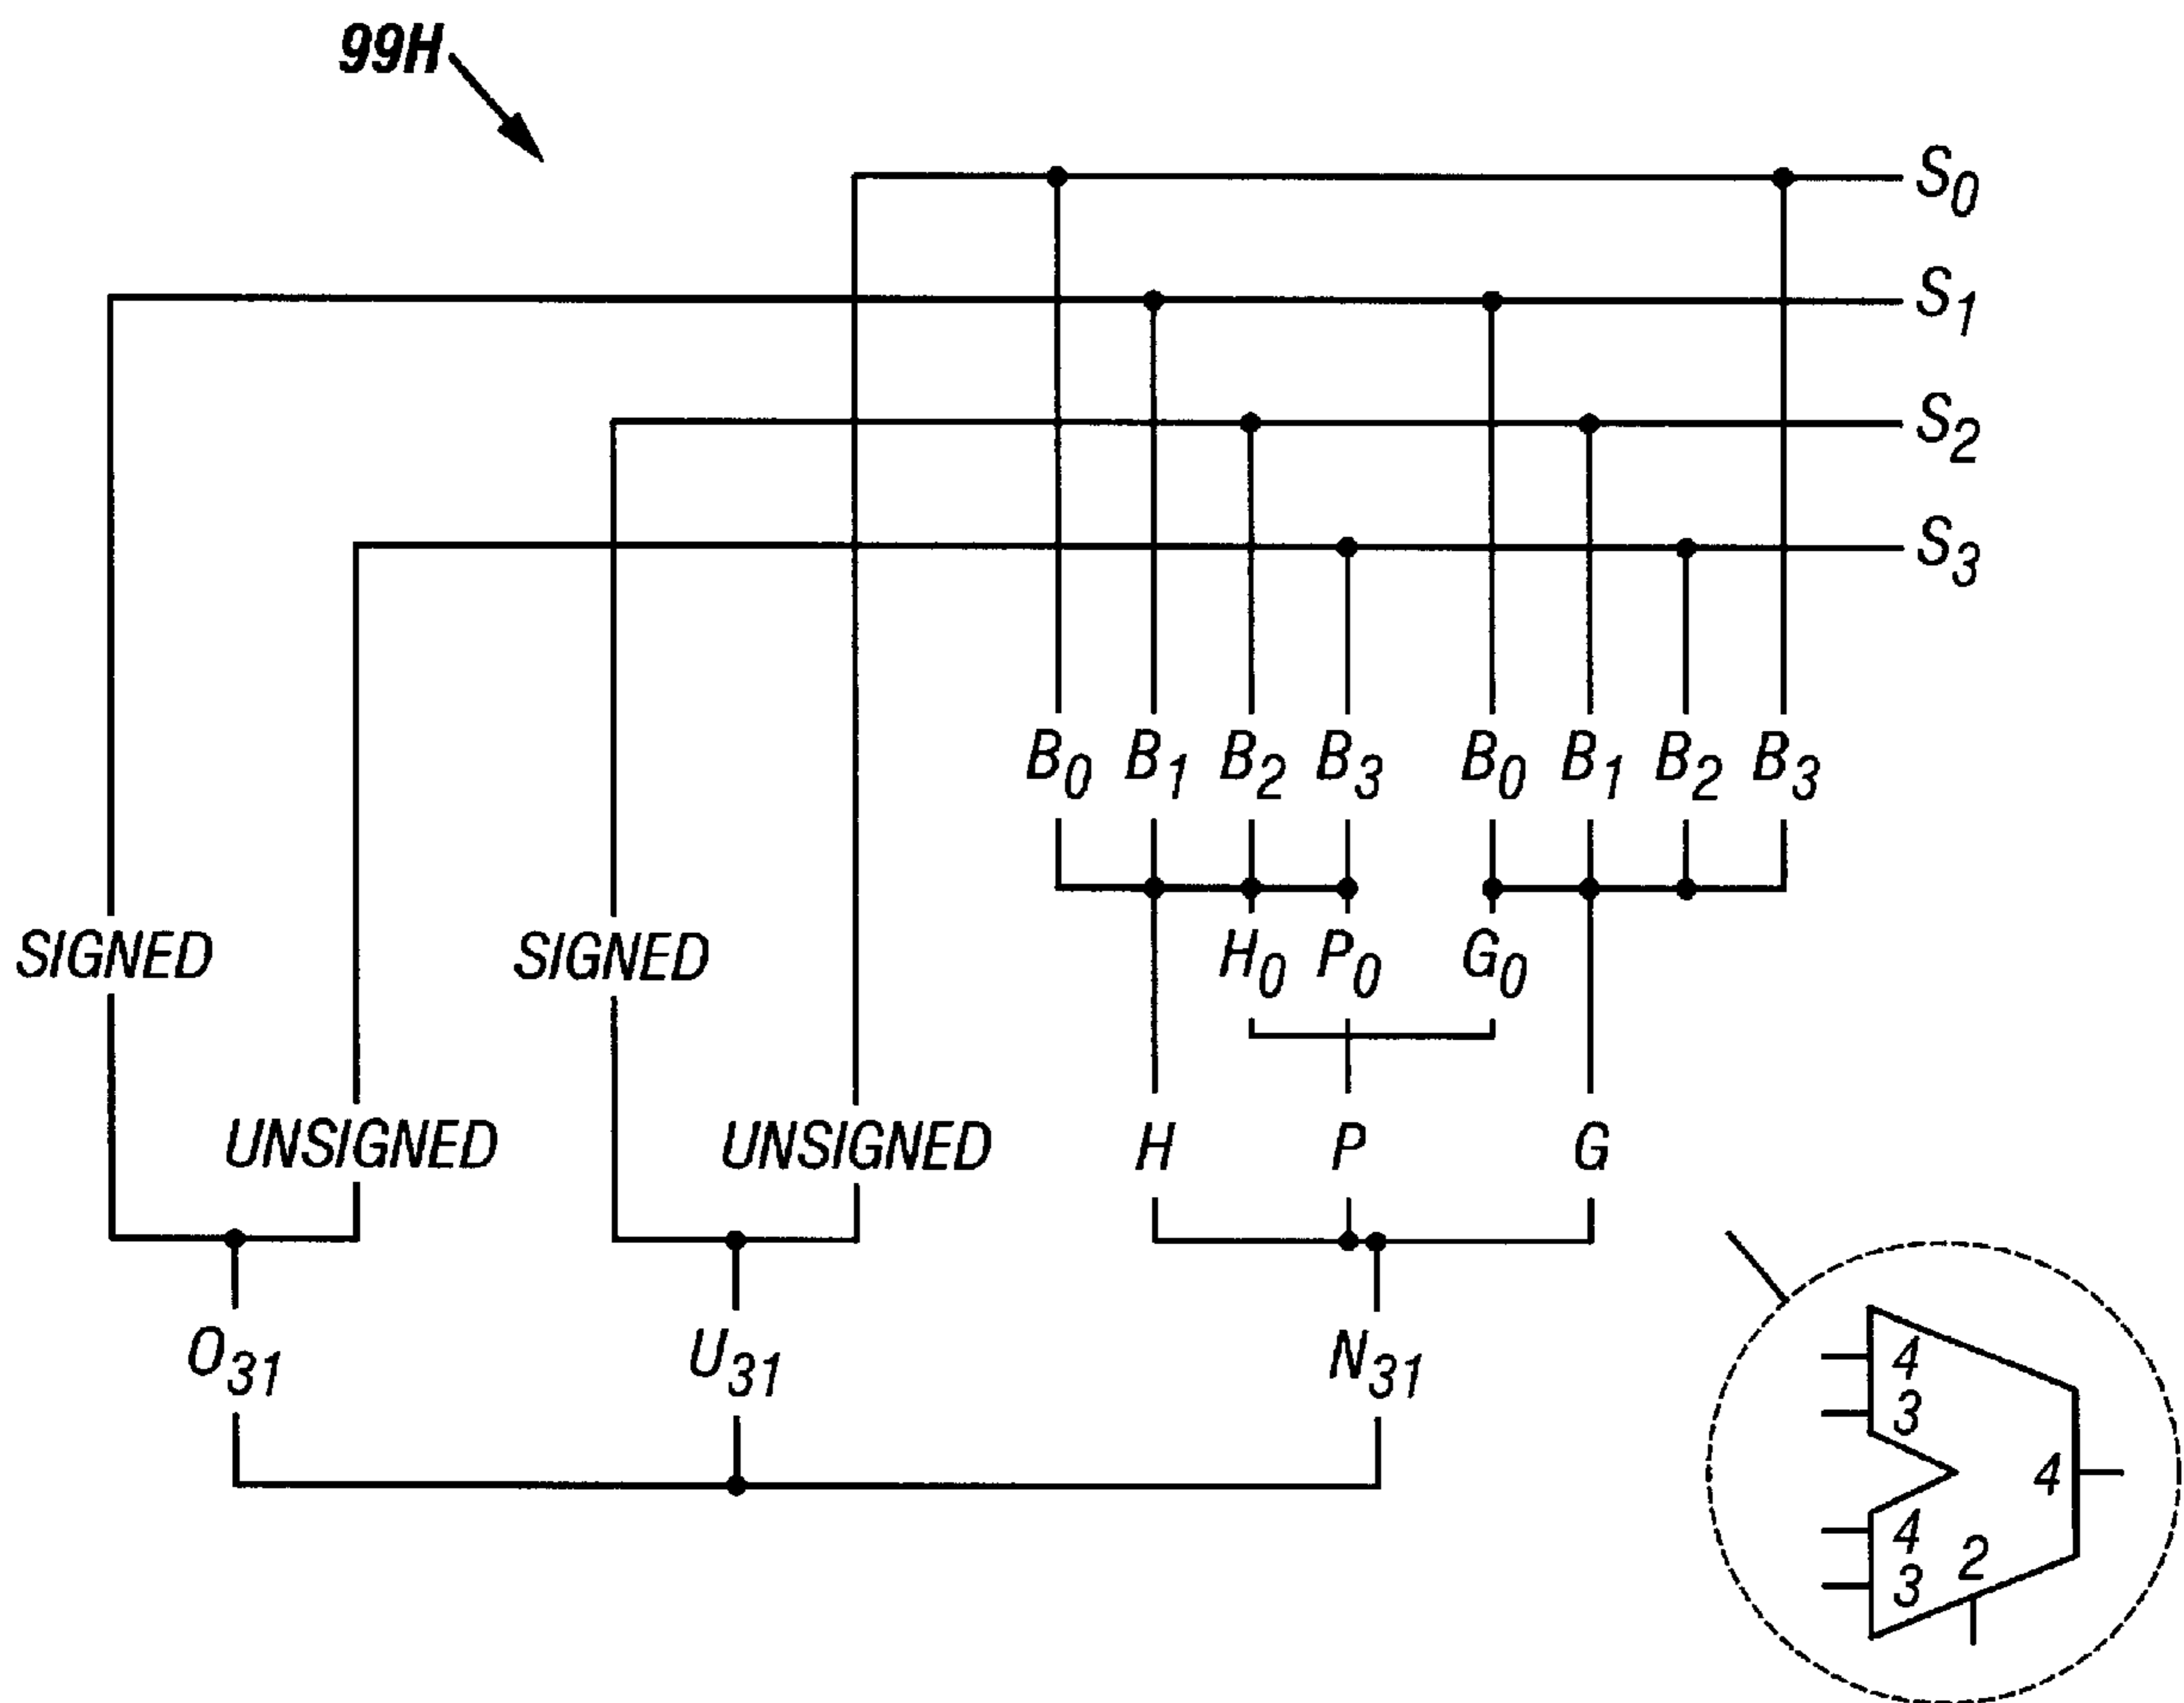 99H
S0
S1
S2
S3
B0 B1 B2 B3 B0 B1 B2 B3
SIGNED SIGNED H0 P0 G0
UNSIGNED UNSIGNED H P G
O31 U31 N31
4
3
4
4
3
2